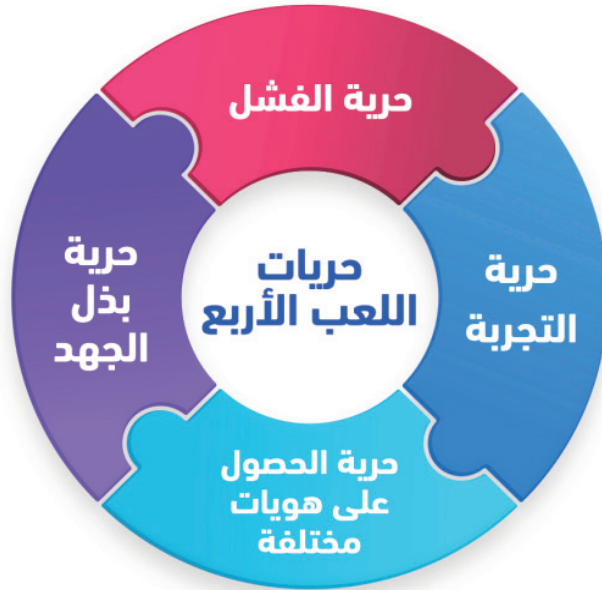 حرية الفشل
حريات
اللعب الأربع
حرية
التجربة
حرية الحصول
على هويات
مختلفة
حرية
بذل
الجهد